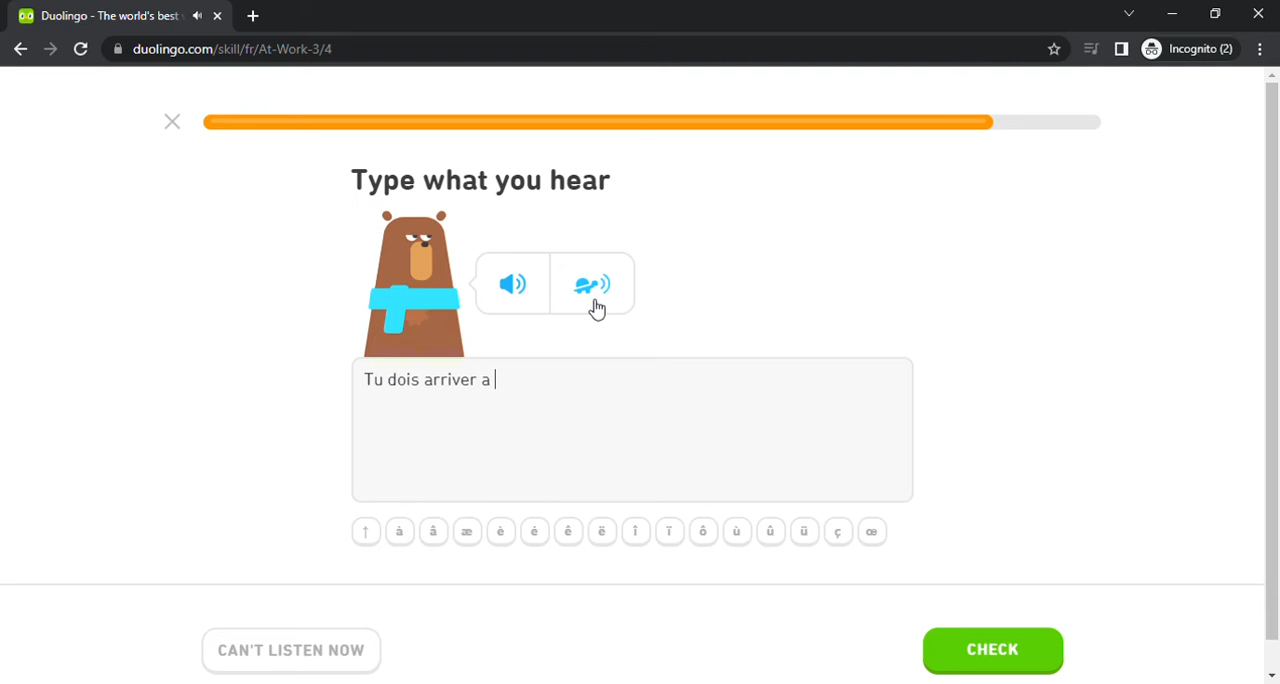 Duolingo - The world's best
duolingo.com/skill/fr/At-Work-3/4
Incognito (2)
Type what you hear
Tu dois arriver a
↑ à â æ è é ê ë î ï ô ù û ü ç œ
CAN'T LISTEN NOW
CHECK